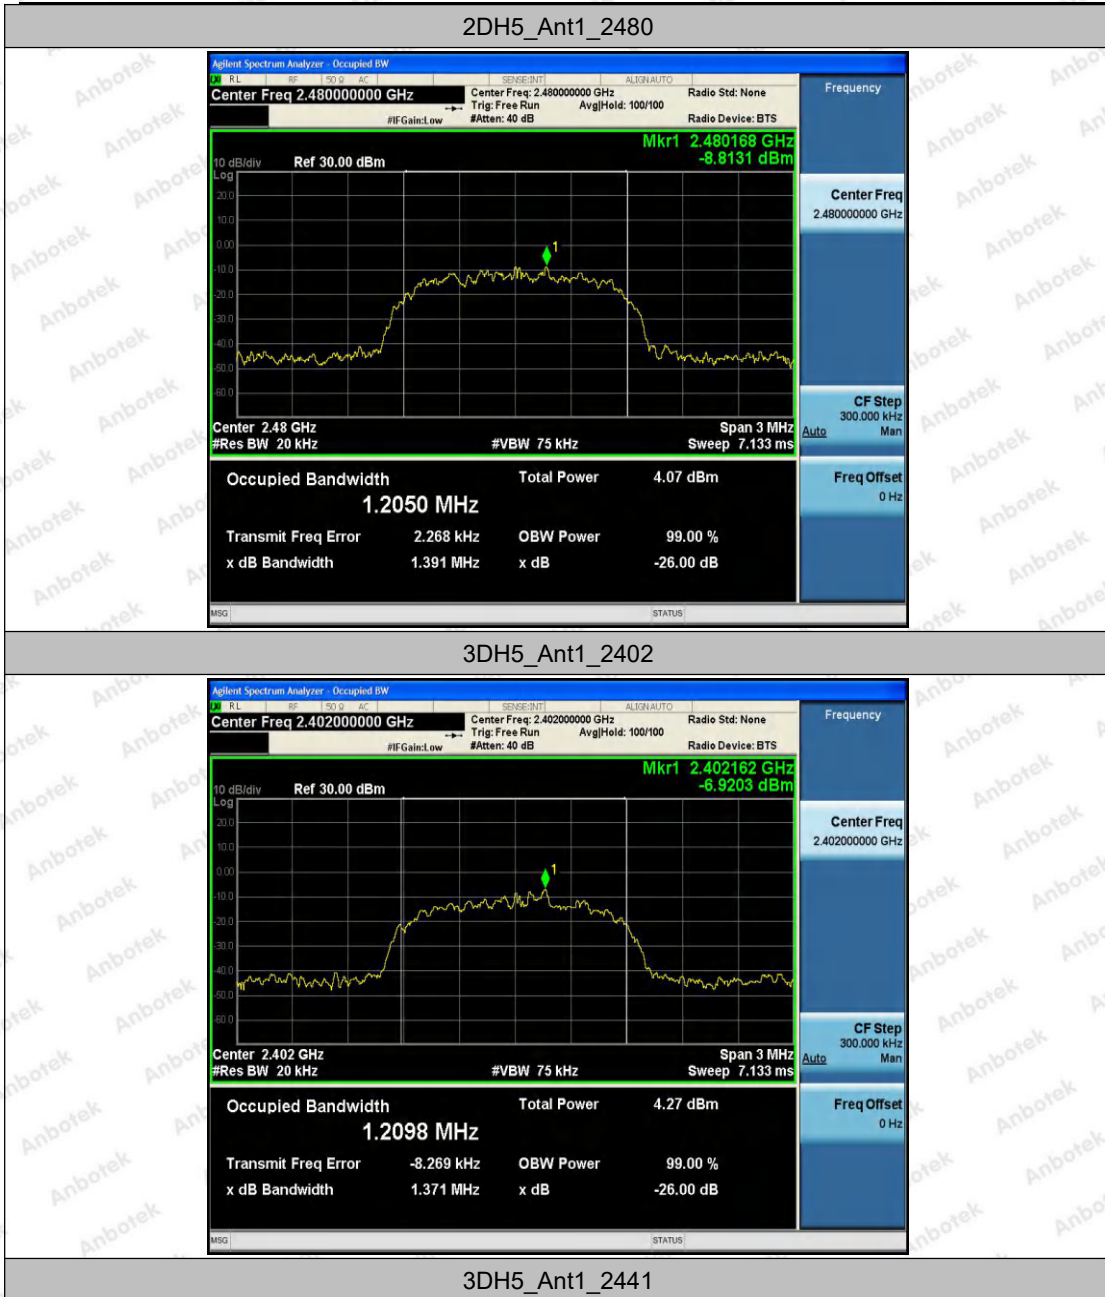 2DH5_Ant1_2480
Agilent Spectrum Analyzer - Occupied BW
RL RF 50 Ω AC SENSE:INT ALIGNAUTO
Center Freq 2.480000000 GHz
Center Freq: 2.480000000 GHz Radio Std: None
Trig: Free Run Avg|Hold: 100/100
#IFGain:Low #Atten: 40 dB Radio Device: BTS
Frequency
Mkr1 2.480168 GHz
-8.8131 dBm
10 dB/div Ref 30.00 dBm
Log
20.0
10.0
0.00
-10.0
-20.0
-30.0
-40.0
-50.0
-60.0
1
Center Freq
2.480000000 GHz
Center 2.48 GHz Span 3 MHz
#Res BW 20 kHz #VBW 75 kHz Sweep 7.133 ms
CF Step
300.000 kHz
Auto Man
Occupied Bandwidth Total Power 4.07 dBm
1.2050 MHz
Transmit Freq Error 2.268 kHz OBW Power 99.00 %
x dB Bandwidth 1.391 MHz x dB -26.00 dB
Freq Offset
0 Hz
MSG STATUS
3DH5_Ant1_2402
Agilent Spectrum Analyzer - Occupied BW
RL RF 50 Ω AC SENSE:INT ALIGNAUTO
Center Freq 2.402000000 GHz
Center Freq: 2.402000000 GHz Radio Std: None
Trig: Free Run Avg|Hold: 100/100
#IFGain:Low #Atten: 40 dB Radio Device: BTS
Frequency
Mkr1 2.402162 GHz
-6.9203 dBm
10 dB/div Ref 30.00 dBm
Log
20.0
10.0
0.00
-10.0
-20.0
-30.0
-40.0
-50.0
-60.0
1
Center Freq
2.402000000 GHz
Center 2.402 GHz Span 3 MHz
#Res BW 20 kHz #VBW 75 kHz Sweep 7.133 ms
CF Step
300.000 kHz
Auto Man
Occupied Bandwidth Total Power 4.27 dBm
1.2098 MHz
Transmit Freq Error -8.269 kHz OBW Power 99.00 %
x dB Bandwidth 1.371 MHz x dB -26.00 dB
Freq Offset
0 Hz
MSG STATUS
3DH5_Ant1_2441
Anbotek